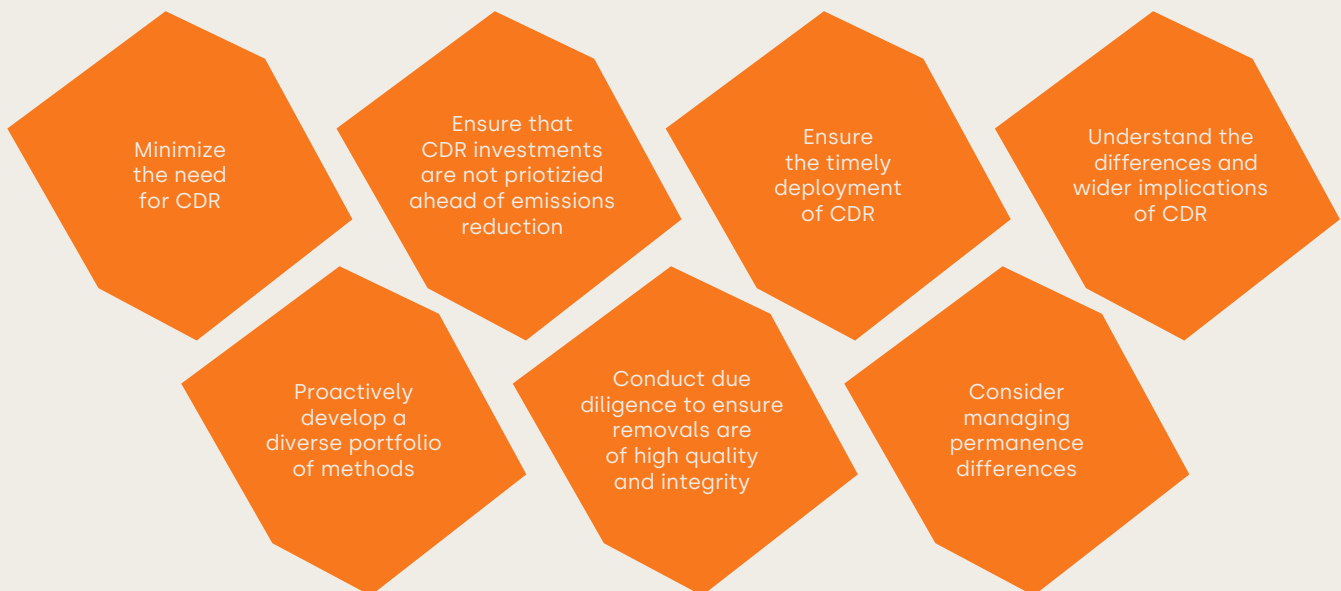 Minimize
the need
for CDR
Ensure that
CDR investments
are not priotizied
ahead of emissions
reduction
Ensure
the timely
deployment
of CDR
Understand the
differences and
wider implications
of CDR
Proactively
develop a
diverse portfolio
of methods
Conduct due
diligence to ensure
removals are
of high quality
and integrity
Consider
managing
permanence
differences